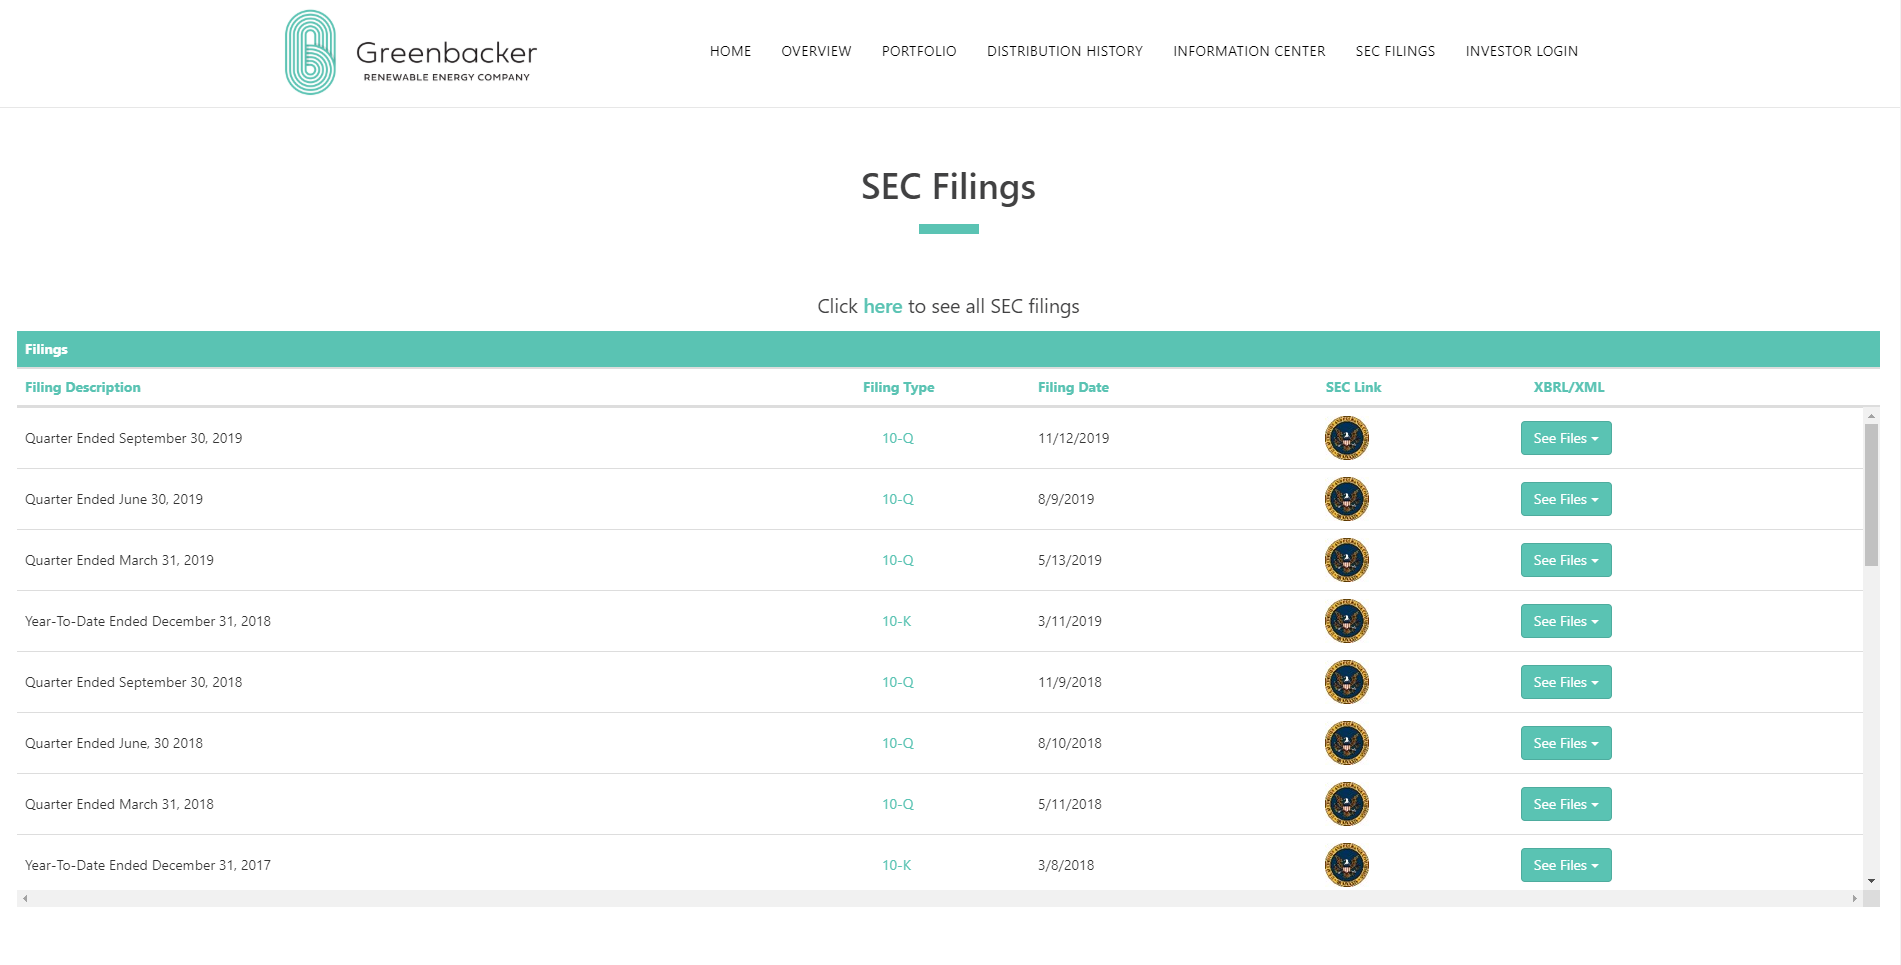 Greenbacker
RENEWABLE ENERGY COMPANY
HOME OVERVIEW PORTFOLIO DISTRIBUTION HISTORY INFORMATION CENTER SEC FILINGS INVESTOR LOGIN
SEC Filings
Click here to see all SEC filings
Filings
Filing Description Filing Type Filing Date SEC Link XBRL/XML
Quarter Ended September 30, 2019 10-Q 11/12/2019 See Files
Quarter Ended June 30, 2019 10-Q 8/9/2019 See Files
Quarter Ended March 31, 2019 10-Q 5/13/2019 See Files
Year-To-Date Ended December 31, 2018 10-K 3/11/2019 See Files
Quarter Ended September 30, 2018 10-Q 11/9/2018 See Files
Quarter Ended June, 30 2018 10-Q 8/10/2018 See Files
Quarter Ended March 31, 2018 10-Q 5/11/2018 See Files
Year-To-Date Ended December 31, 2017 10-K 3/8/2018 See Files